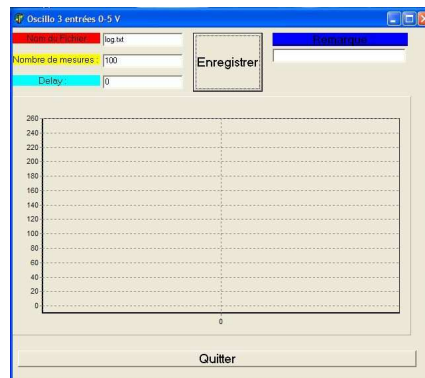 Oscillo 3 entrées 0-5 V
Nom du Fichier : log.txt
Remarque
Nombre de mesures : 100
Enregistrer
Delay : 0
260
240
220
200
180
160
140
120
100
80
60
40
20
0
0
Quitter